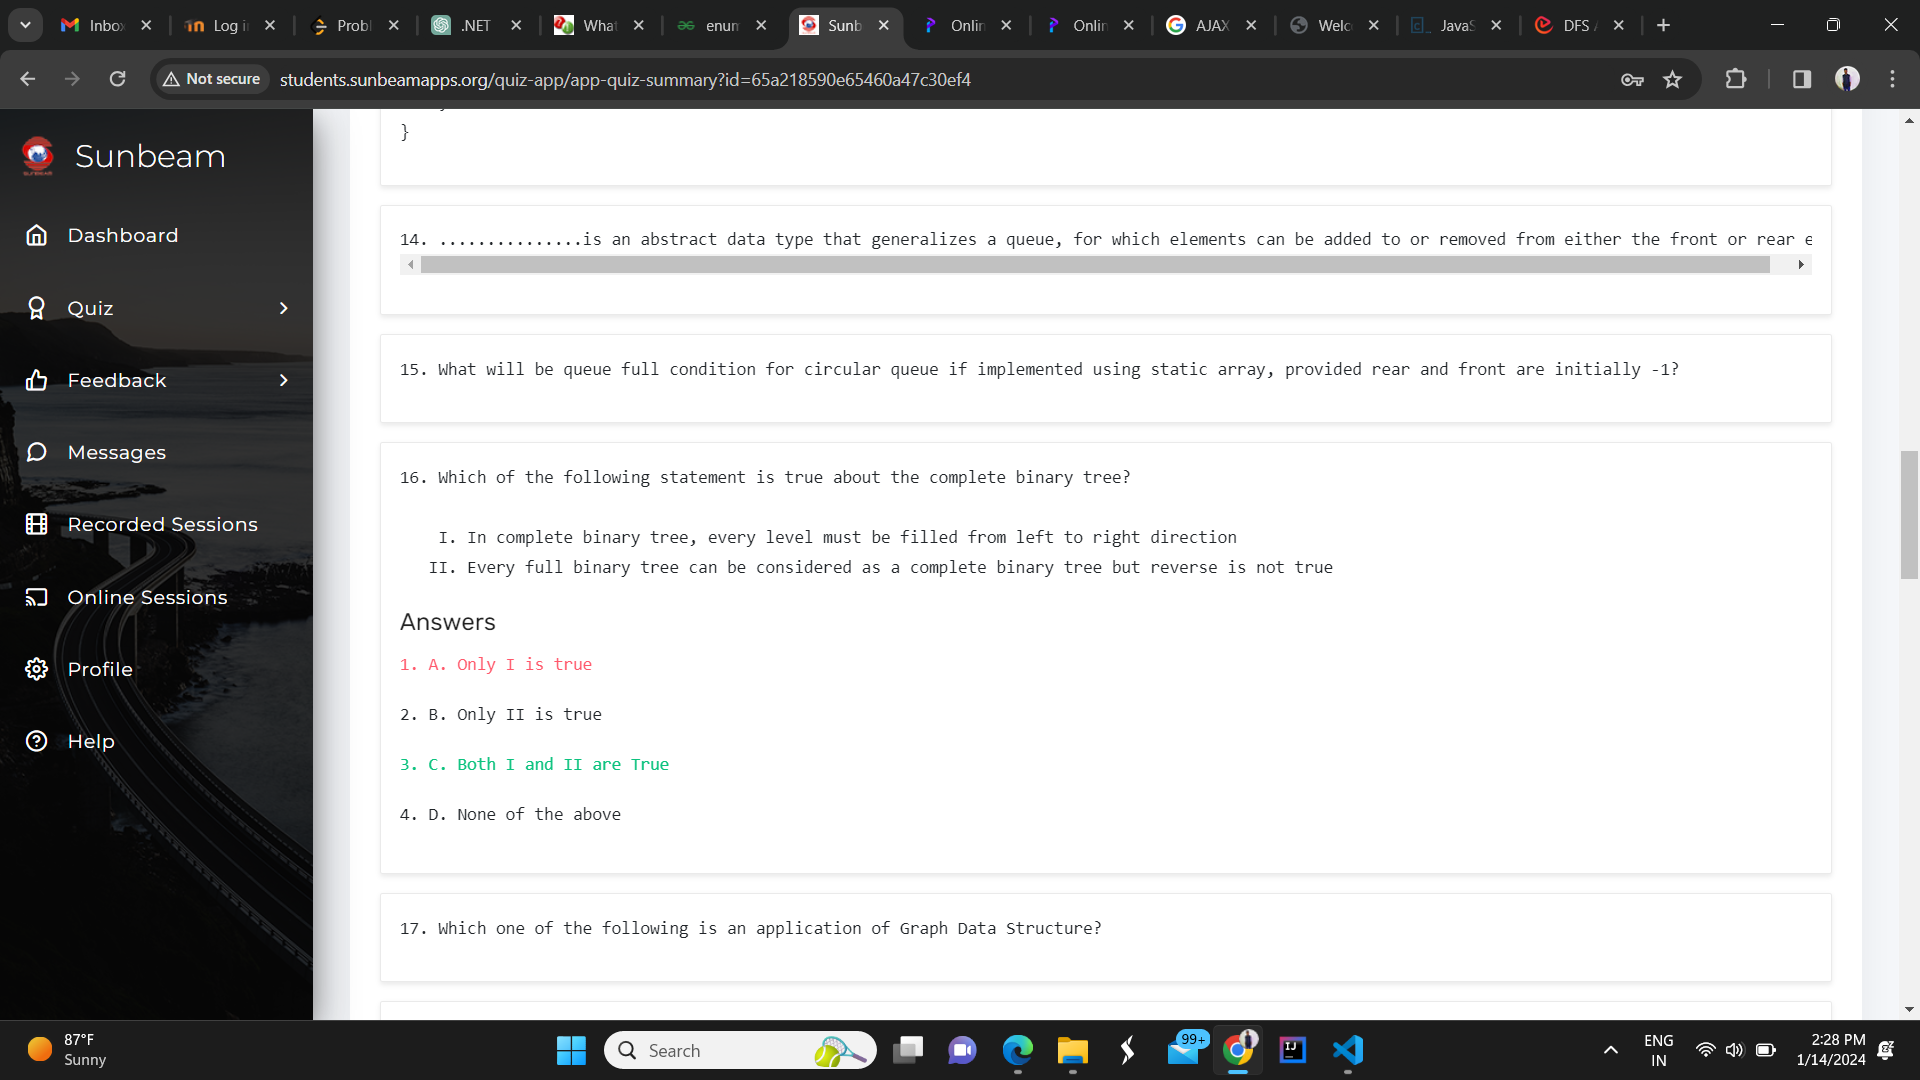 Inbox
Log i
Probl
.NET
What
enum
Sunb
Onlin
Onlin
AJAX
Welc
JavaS
DFS
Not secure
students.sunbeamapps.org/quiz-app/app-quiz-summary?id=65a218590e65460a47c30ef4
Sunbeam
Dashboard
Quiz
Feedback
Messages
Recorded Sessions
Online Sessions
Profile
Help
}
14. ...............is an abstract data type that generalizes a queue, for which elements can be added to or removed from either the front or rear e
15. What will be queue full condition for circular queue if implemented using static array, provided rear and front are initially -1?
16. Which of the following statement is true about the complete binary tree?
I. In complete binary tree, every level must be filled from left to right direction
II. Every full binary tree can be considered as a complete binary tree but reverse is not true
Answers
1. A. Only I is true
2. B. Only II is true
3. C. Both I and II are True
4. D. None of the above
17. Which one of the following is an application of Graph Data Structure?
87°F
Sunny
Search
99+
IJ
ENG
IN
2:28 PM
1/14/2024